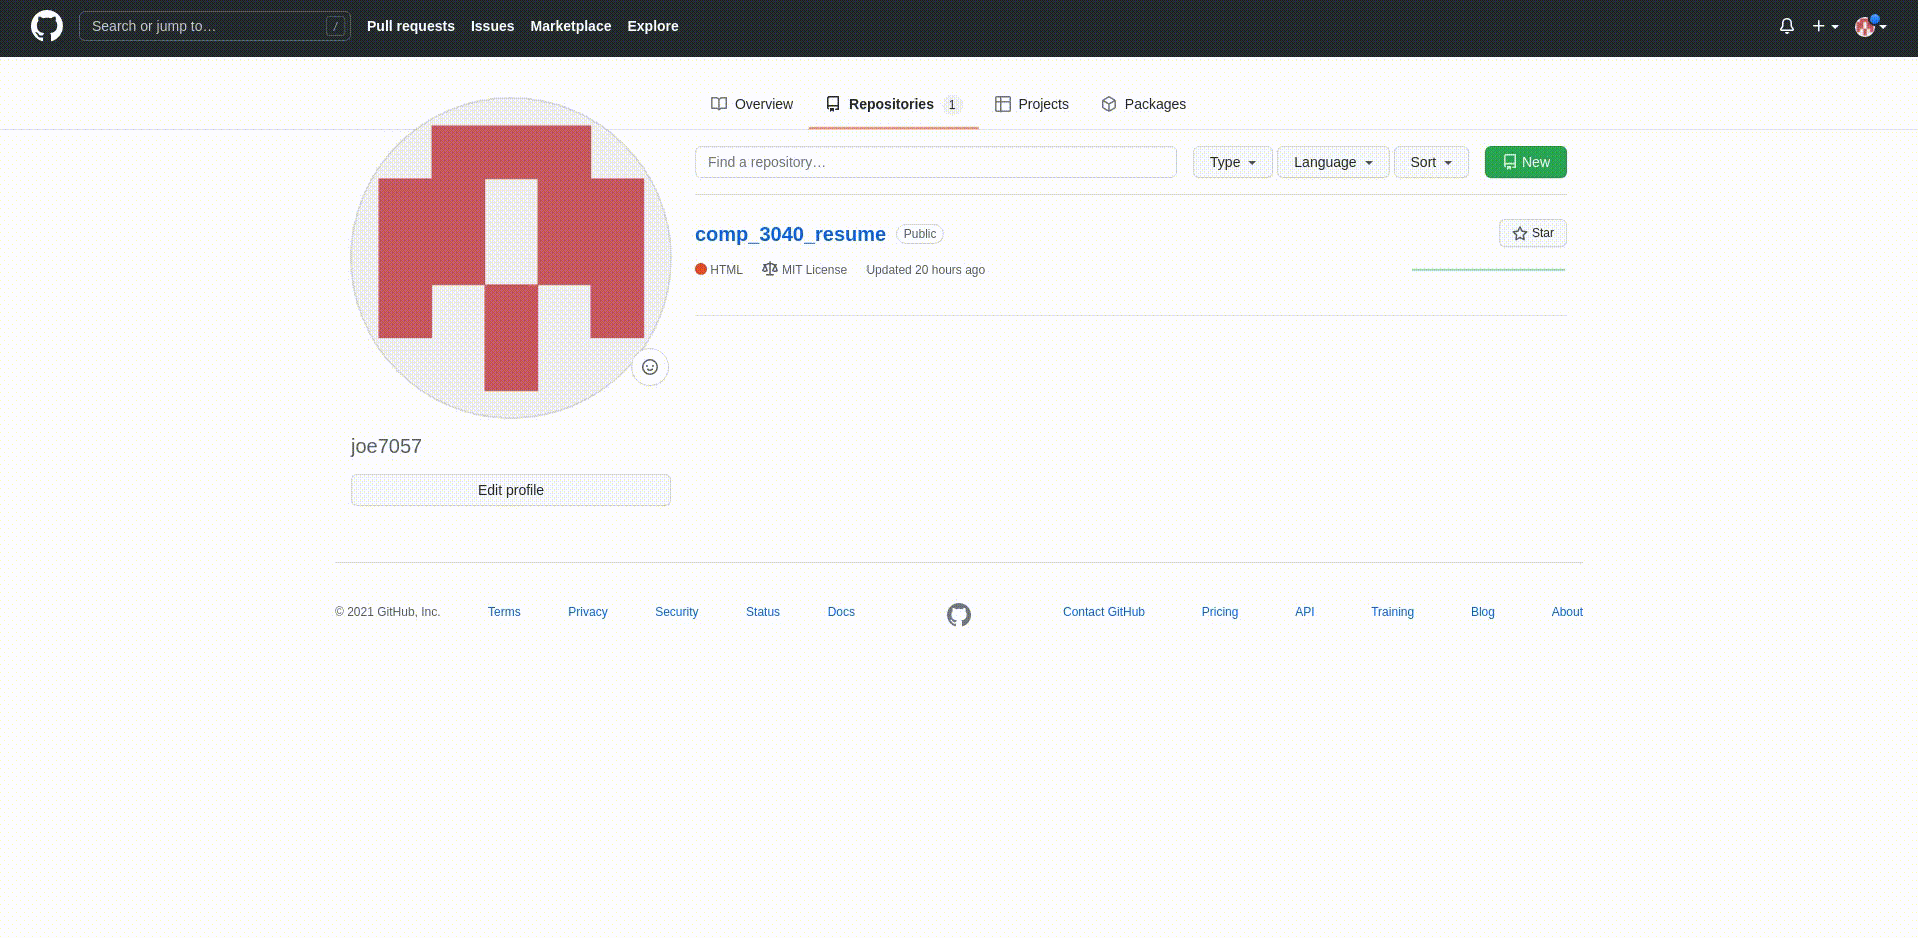 Search or jump to… /
Pull requests Issues Marketplace Explore
Overview Repositories 1 Projects Packages
Find a repository… Type Language Sort New
comp_3040_resume Public Star
HTML MIT License Updated 20 hours ago
joe7057
Edit profile
© 2021 GitHub, Inc. Terms Privacy Security Status Docs Contact GitHub Pricing API Training Blog About